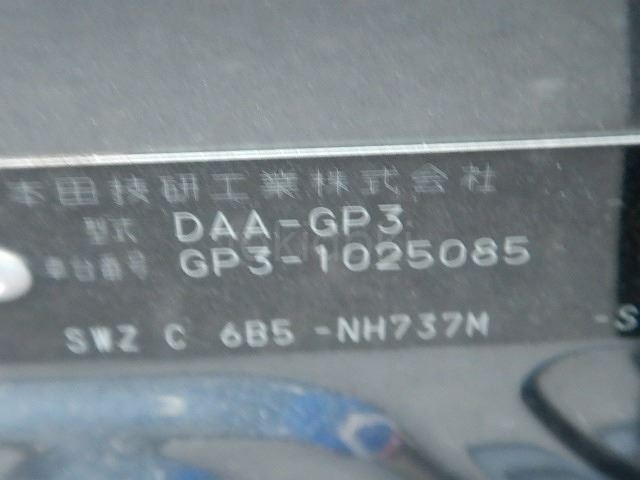 本田技研工業株式会社
型式 DAA-GP3
車台番号 GP3-1025085
SWZ C 6B5 -NH737M -S